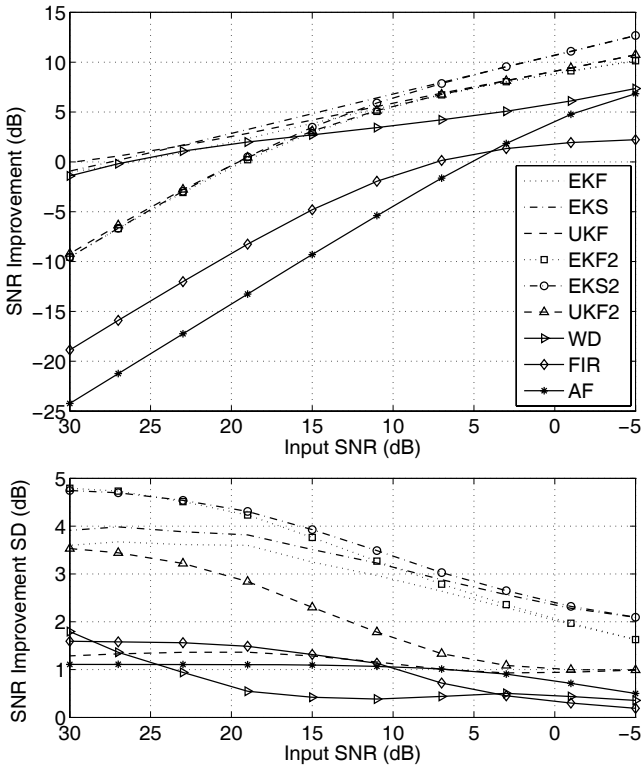 15
10
5
0
−5
−10
−15
−20
−25
SNR Improvement (dB)
30 25 20 15 10 5 0 −5
Input SNR (dB)
EKF
EKS
UKF
EKF2
EKS2
UKF2
WD
FIR
AF
5
4
3
2
1
0
SNR Improvement SD (dB)
30 25 20 15 10 5 0 −5
Input SNR (dB)